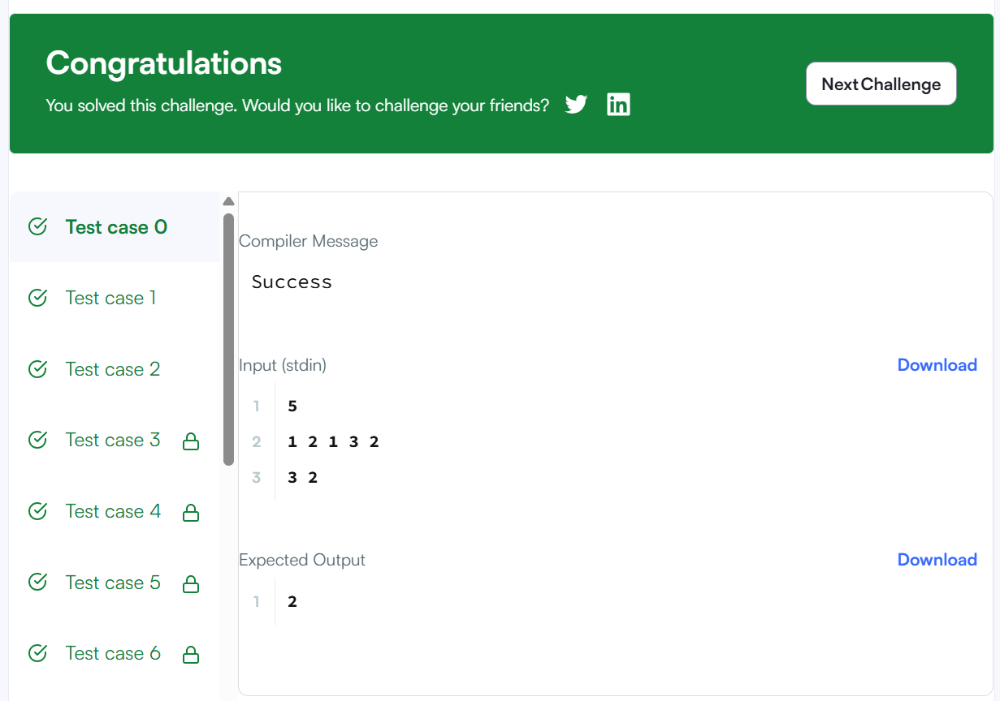 Congratulations
You solved this challenge. Would you like to challenge your friends?
Next Challenge
Test case 0
Test case 1
Test case 2
Test case 3
Test case 4
Test case 5
Test case 6
Compiler Message
Success
Input (stdin)
Download
1 5
2 1 2 1 3 2
3 3 2
Expected Output
Download
1 2